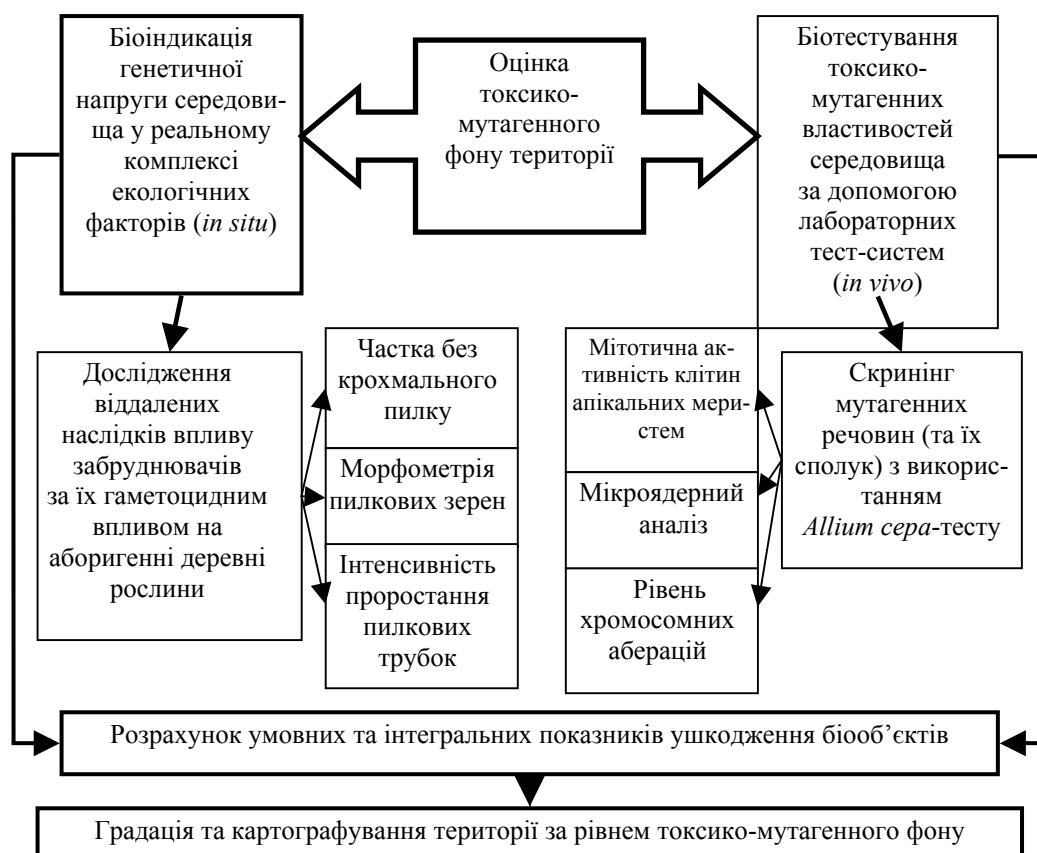 Біоіндикація
генетичної
напруги середови-
ща у реальному
комплексі
екологічних
факторів (in situ)
Оцінка
токсико-
мутагенного
фону території
Біотестування
токсико-
мутагенних
властивостей
середовища
за допомогою
лабораторних
тест-систем
(in vivo)
Дослідження
віддалених
наслідків впливу
забруднювачів
за їх гаметоцидним
впливом на
аборигенні деревні
рослини
Частка без
крохмального
пилку
Морфометрія
пилкових зерен
Інтенсивність
проростання
пилкових
трубок
Мітотична ак-
тивність клітин
апікальних мери-
стем
Мікроядерний
аналіз
Рівень
хромосомних
аберацій
Скринінг
мутагенних
речовин (та їх
сполук) з викорис-
танням
Allium cepa-тесту
Розрахунок умовних та інтегральних показників ушкодження біооб’єктів
Градація та картографування території за рівнем токсико-мутагенного фону